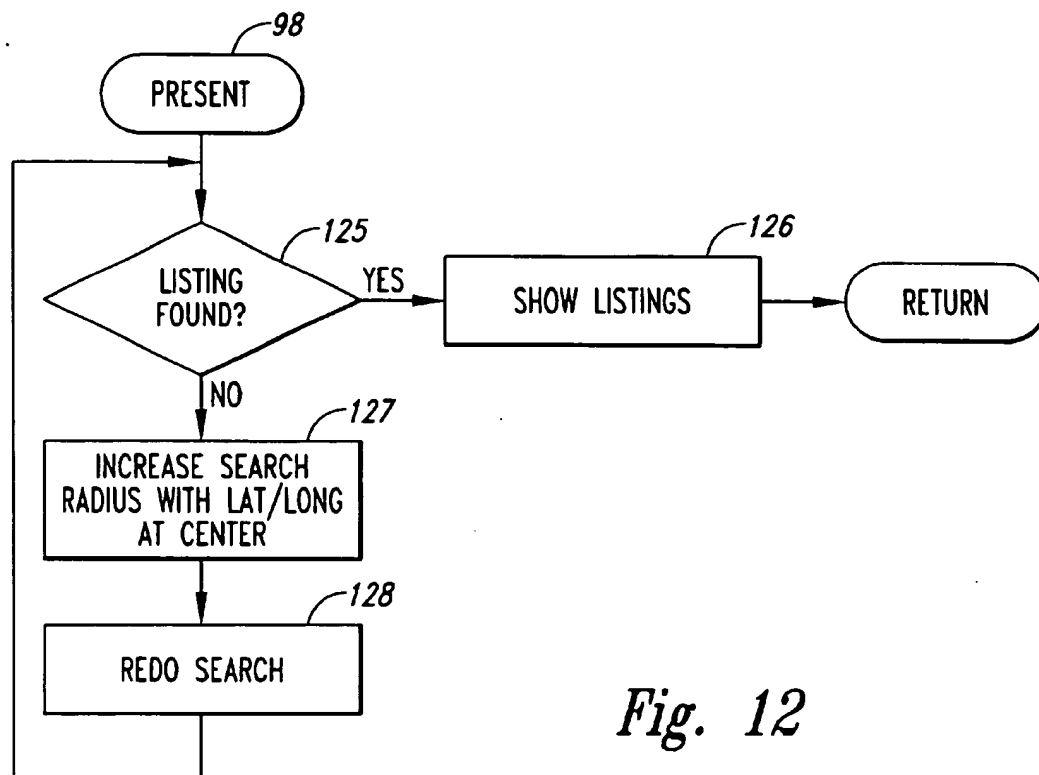 98
PRESENT
125
LISTING
FOUND?
YES
126
SHOW LISTINGS
RETURN
NO
127
INCREASE SEARCH
RADIUS WITH LAT/LONG
AT CENTER
128
REDO SEARCH
Fig. 12